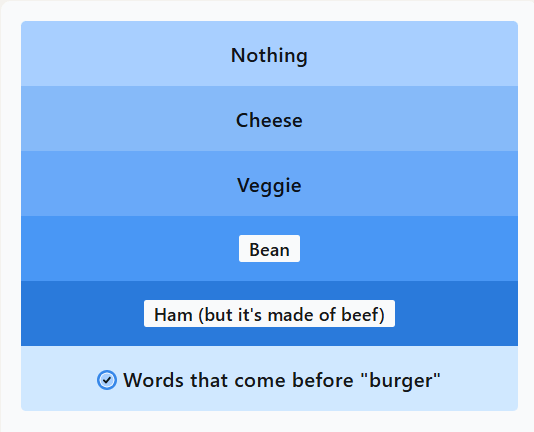 Nothing
Cheese
Veggie
Bean
Ham (but it's made of beef)
Words that come before "burger"